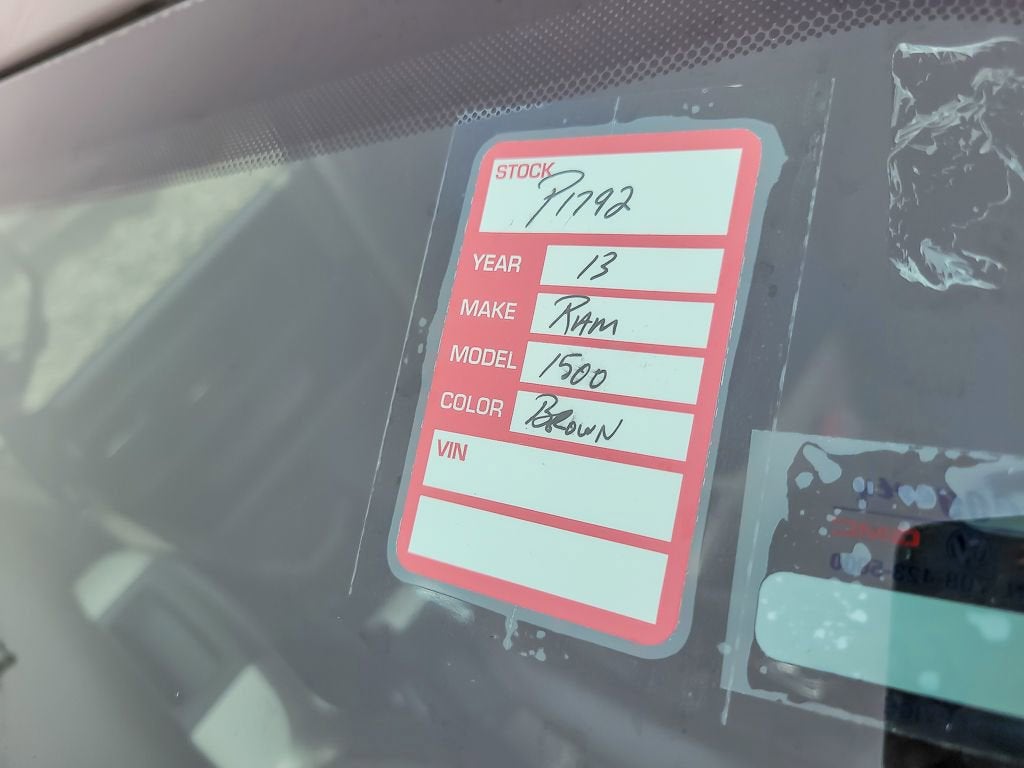 STOCK
P1792
YEAR 13
MAKE RAM
MODEL 1500
COLOR BROWN
VIN